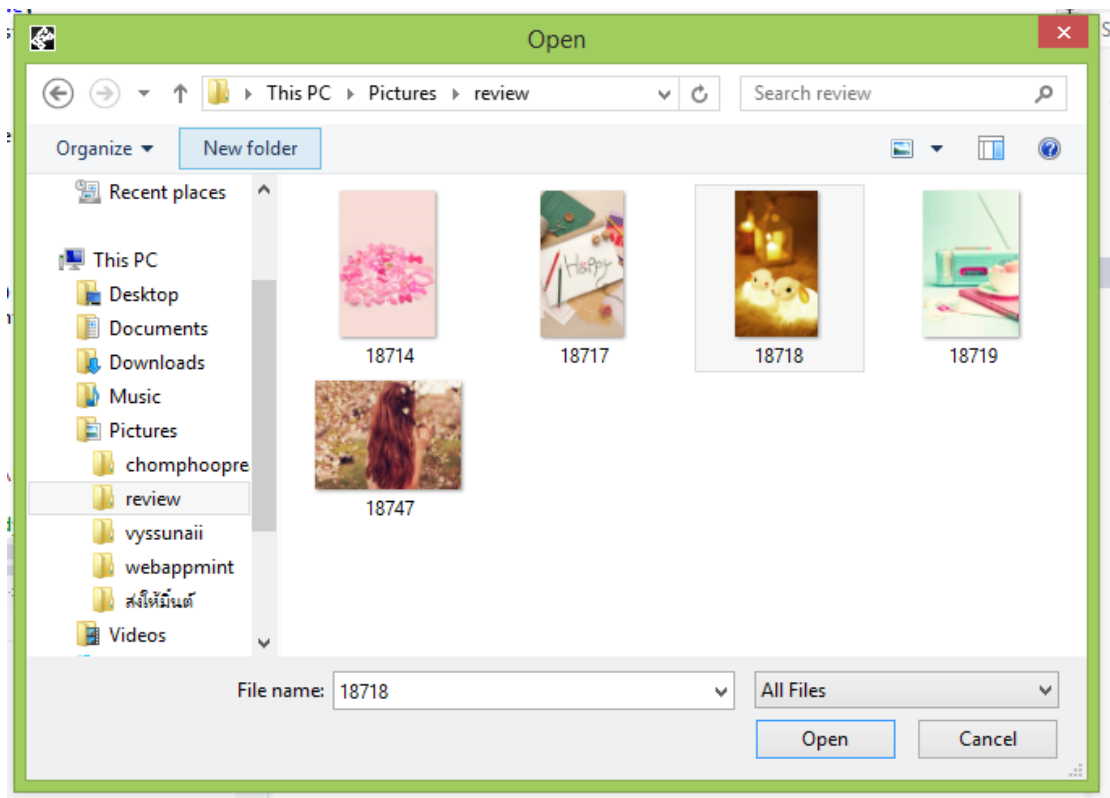 Open
This PC Pictures review
Search review
Organize New folder
Recent places
This PC
Desktop
Documents
Downloads
Music
Pictures
chomphoopre
review
vyssunaii
webappmint
ส่งให้มิ้นต์
Videos
18714
18717
Happy
18718
18719
18747
File name: 18718
All Files
Open Cancel